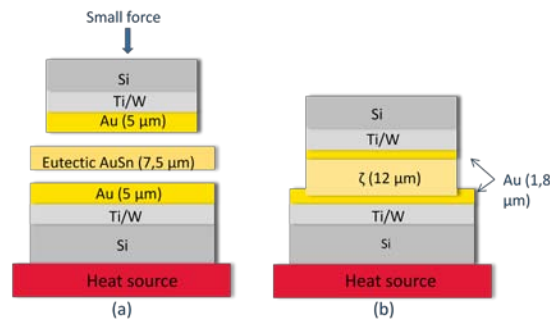 Small force
Si
Ti/W
Au (5 µm)
Eutectic AuSn (7,5 µm)
Au (5 µm)
Ti/W
Si
Heat source
(a)
Si
Ti/W
ζ (12 µm)
Au (1,8
µm)
Ti/W
Si
Heat source
(b)